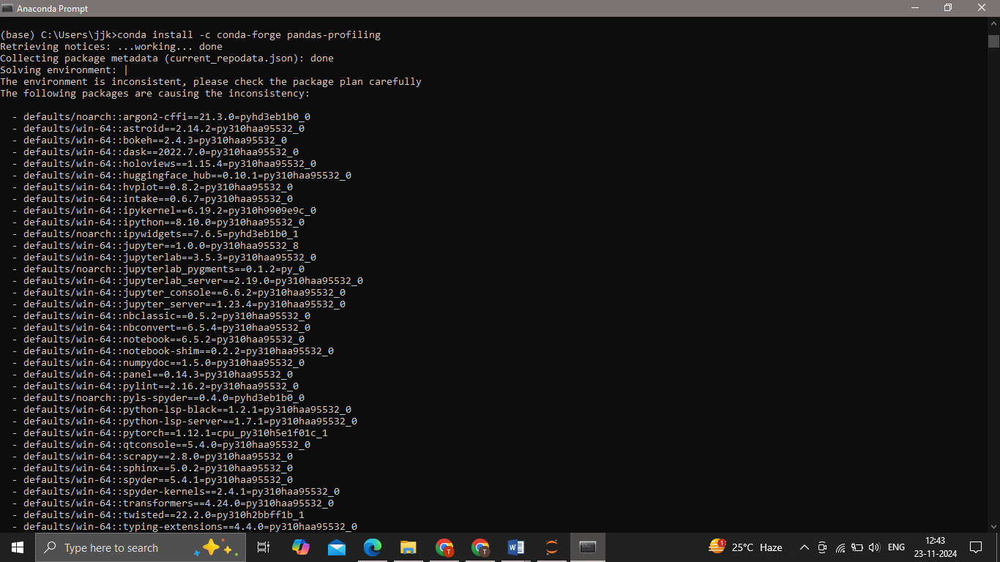 Anaconda Prompt
(base) C:\Users\jjk>conda install -c conda-forge pandas-profiling
Retrieving notices: ...working... done
Collecting package metadata (current_repodata.json): done
Solving environment: |
The environment is inconsistent, please check the package plan carefully
The following packages are causing the inconsistency:
- defaults/noarch::argon2-cffi==21.3.0=pyhd3eb1b0_0
- defaults/win-64::astroid==2.14.2=py310haa95532_0
- defaults/win-64::bokeh==2.4.3=py310haa95532_0
- defaults/win-64::dask==2022.7.0=py310haa95532_0
- defaults/win-64::holoviews==1.15.4=py310haa95532_0
- defaults/win-64::huggingface_hub==0.10.1=py310haa95532_0
- defaults/win-64::hvplot==0.8.2=py310haa95532_0
- defaults/win-64::intake==0.6.7=py310haa95532_0
- defaults/win-64::ipykernel==6.19.2=py310h9909e9c_0
- defaults/win-64::ipython==8.10.0=py310haa95532_0
- defaults/noarch::ipywidgets==7.6.5=pyhd3eb1b0_1
- defaults/win-64::jupyter==1.0.0=py310haa95532_8
- defaults/win-64::jupyterlab==3.5.3=py310haa95532_0
- defaults/noarch::jupyterlab_pygments==0.1.2=py_0
- defaults/win-64::jupyterlab_server==2.19.0=py310haa95532_0
- defaults/win-64::jupyter_console==6.6.2=py310haa95532_0
- defaults/win-64::jupyter_server==1.23.4=py310haa95532_0
- defaults/win-64::nbclassic==0.5.2=py310haa95532_0
- defaults/win-64::nbconvert==6.5.4=py310haa95532_0
- defaults/win-64::notebook==6.5.2=py310haa95532_0
- defaults/win-64::notebook-shim==0.2.2=py310haa95532_0
- defaults/win-64::numpydoc==1.5.0=py310haa95532_0
- defaults/win-64::panel==0.14.3=py310haa95532_0
- defaults/win-64::pylint==2.16.2=py310haa95532_0
- defaults/noarch::pyls-spyder==0.4.0=pyhd3eb1b0_0
- defaults/win-64::python-lsp-black==1.2.1=py310haa95532_0
- defaults/win-64::python-lsp-server==1.7.1=py310haa95532_0
- defaults/win-64::pytorch==1.12.1=cpu_py310h5e1f01c_1
- defaults/win-64::qtconsole==5.4.0=py310haa95532_0
- defaults/win-64::scrapy==2.8.0=py310haa95532_0
- defaults/win-64::sphinx==5.0.2=py310haa95532_0
- defaults/win-64::spyder==5.4.1=py310haa95532_0
- defaults/win-64::spyder-kernels==2.4.1=py310haa95532_0
- defaults/win-64::transformers==4.24.0=py310haa95532_0
- defaults/win-64::twisted==22.2.0=py310h2bbff1b_1
- defaults/win-64::typing-extensions==4.4.0=py310haa95532_0
Type here to search
1
25°C Haze
ENG
12:43
23-11-2024